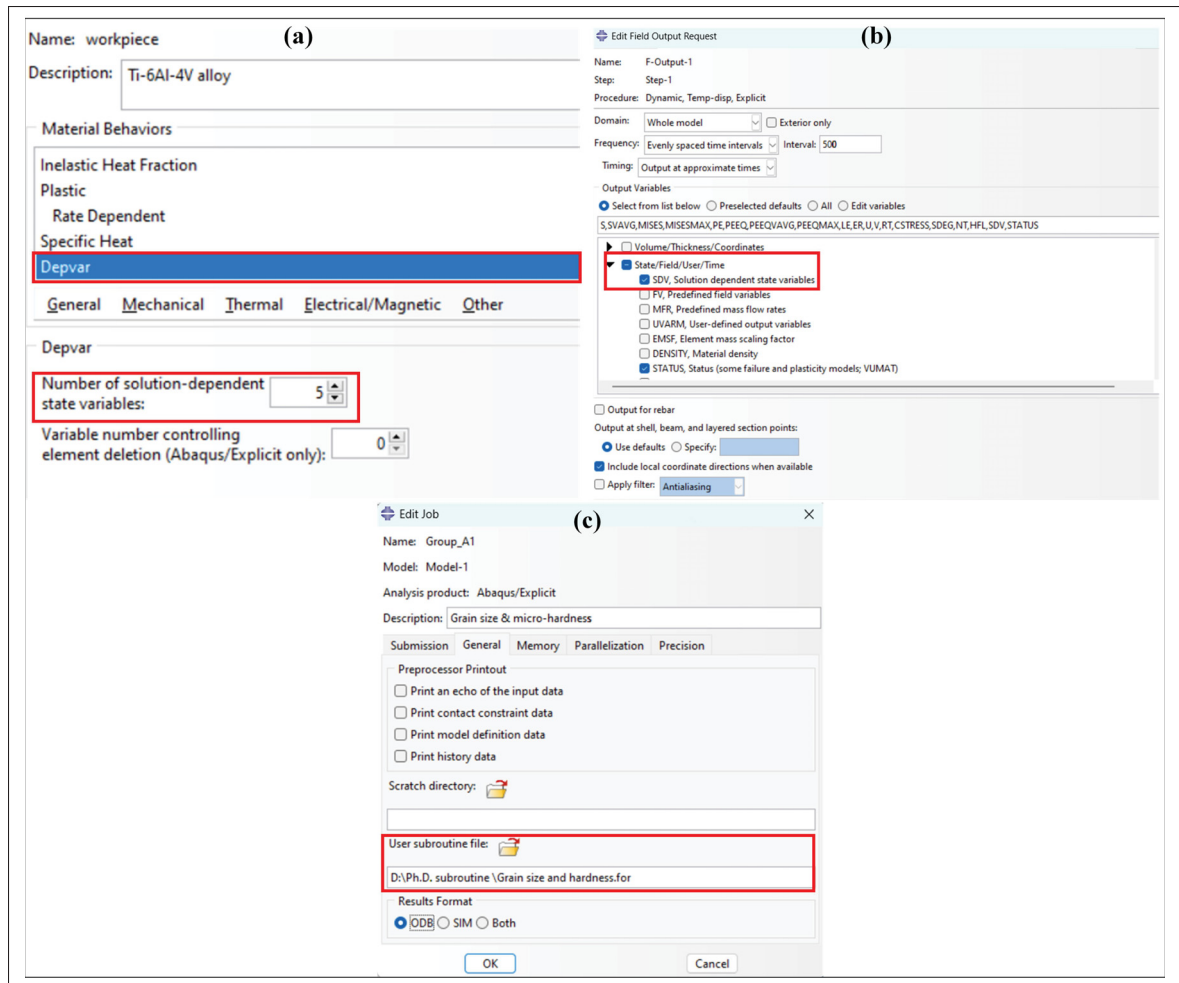 (a)
Name: workpiece
Description: Ti-6Al-4V alloy
Material Behaviors
Inelastic Heat Fraction
Plastic
Rate Dependent
Specific Heat
Depvar
General Mechanical Thermal Electrical/Magnetic Other
Depvar
Number of solution-dependent
state variables: 5
Variable number controlling
element deletion (Abaqus/Explicit only): 0
(b)
Edit Field Output Request
Name: F-Output-1
Step: Step-1
Procedure: Dynamic, Temp-disp, Explicit
Domain: Whole model Exterior only
Frequency: Evenly spaced time intervals Interval: 500
Timing: Output at approximate times
Output Variables
Select from list below Preselected defaults All Edit variables
S,SVAVG,MISES,MISESMAX,PE,PEEQ,PEEQVAVG,PEEQMAX,LE,ER,U,V,RT,CSTRESS,SDEG,NT,HFL,SDV,STATUS
Volume/Thickness/Coordinates
State/Field/User/Time
SDV, Solution dependent state variables
FV, Predefined field variables
MFR, Predefined mass flow rates
UVARM, User-defined output variables
EMSF, Element mass scaling factor
DENSITY, Material density
STATUS, Status (some failure and plasticity models; VUMAT)
Output for rebar
Output at shell, beam, and layered section points:
Use defaults Specify:
Include local coordinate directions when available
Apply filter: Antialiasing
(c)
Edit Job
Name: Group_A1
Model: Model-1
Analysis product: Abaqus/Explicit
Description: Grain size & micro-hardness
Submission General Memory Parallelization Precision
Preprocessor Printout
Print an echo of the input data
Print contact constraint data
Print model definition data
Print history data
Scratch directory:
User subroutine file:
D:\Ph.D. subroutine \Grain size and hardness.for
Results Format
ODB SIM Both
OK Cancel